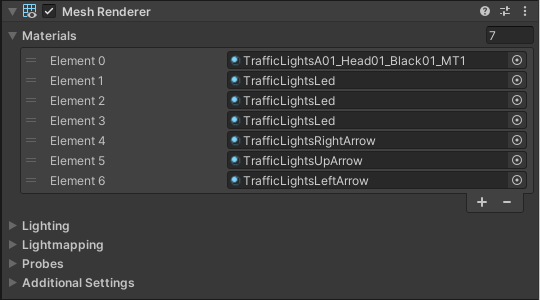 Mesh Renderer
Materials 7
Element 0 TrafficLightsA01_Head01_Black01_MT1
Element 1 TrafficLightsLed
Element 2 TrafficLightsLed
Element 3 TrafficLightsLed
Element 4 TrafficLightsRightArrow
Element 5 TrafficLightsUpArrow
Element 6 TrafficLightsLeftArrow
Lighting
Lightmapping
Probes
Additional Settings